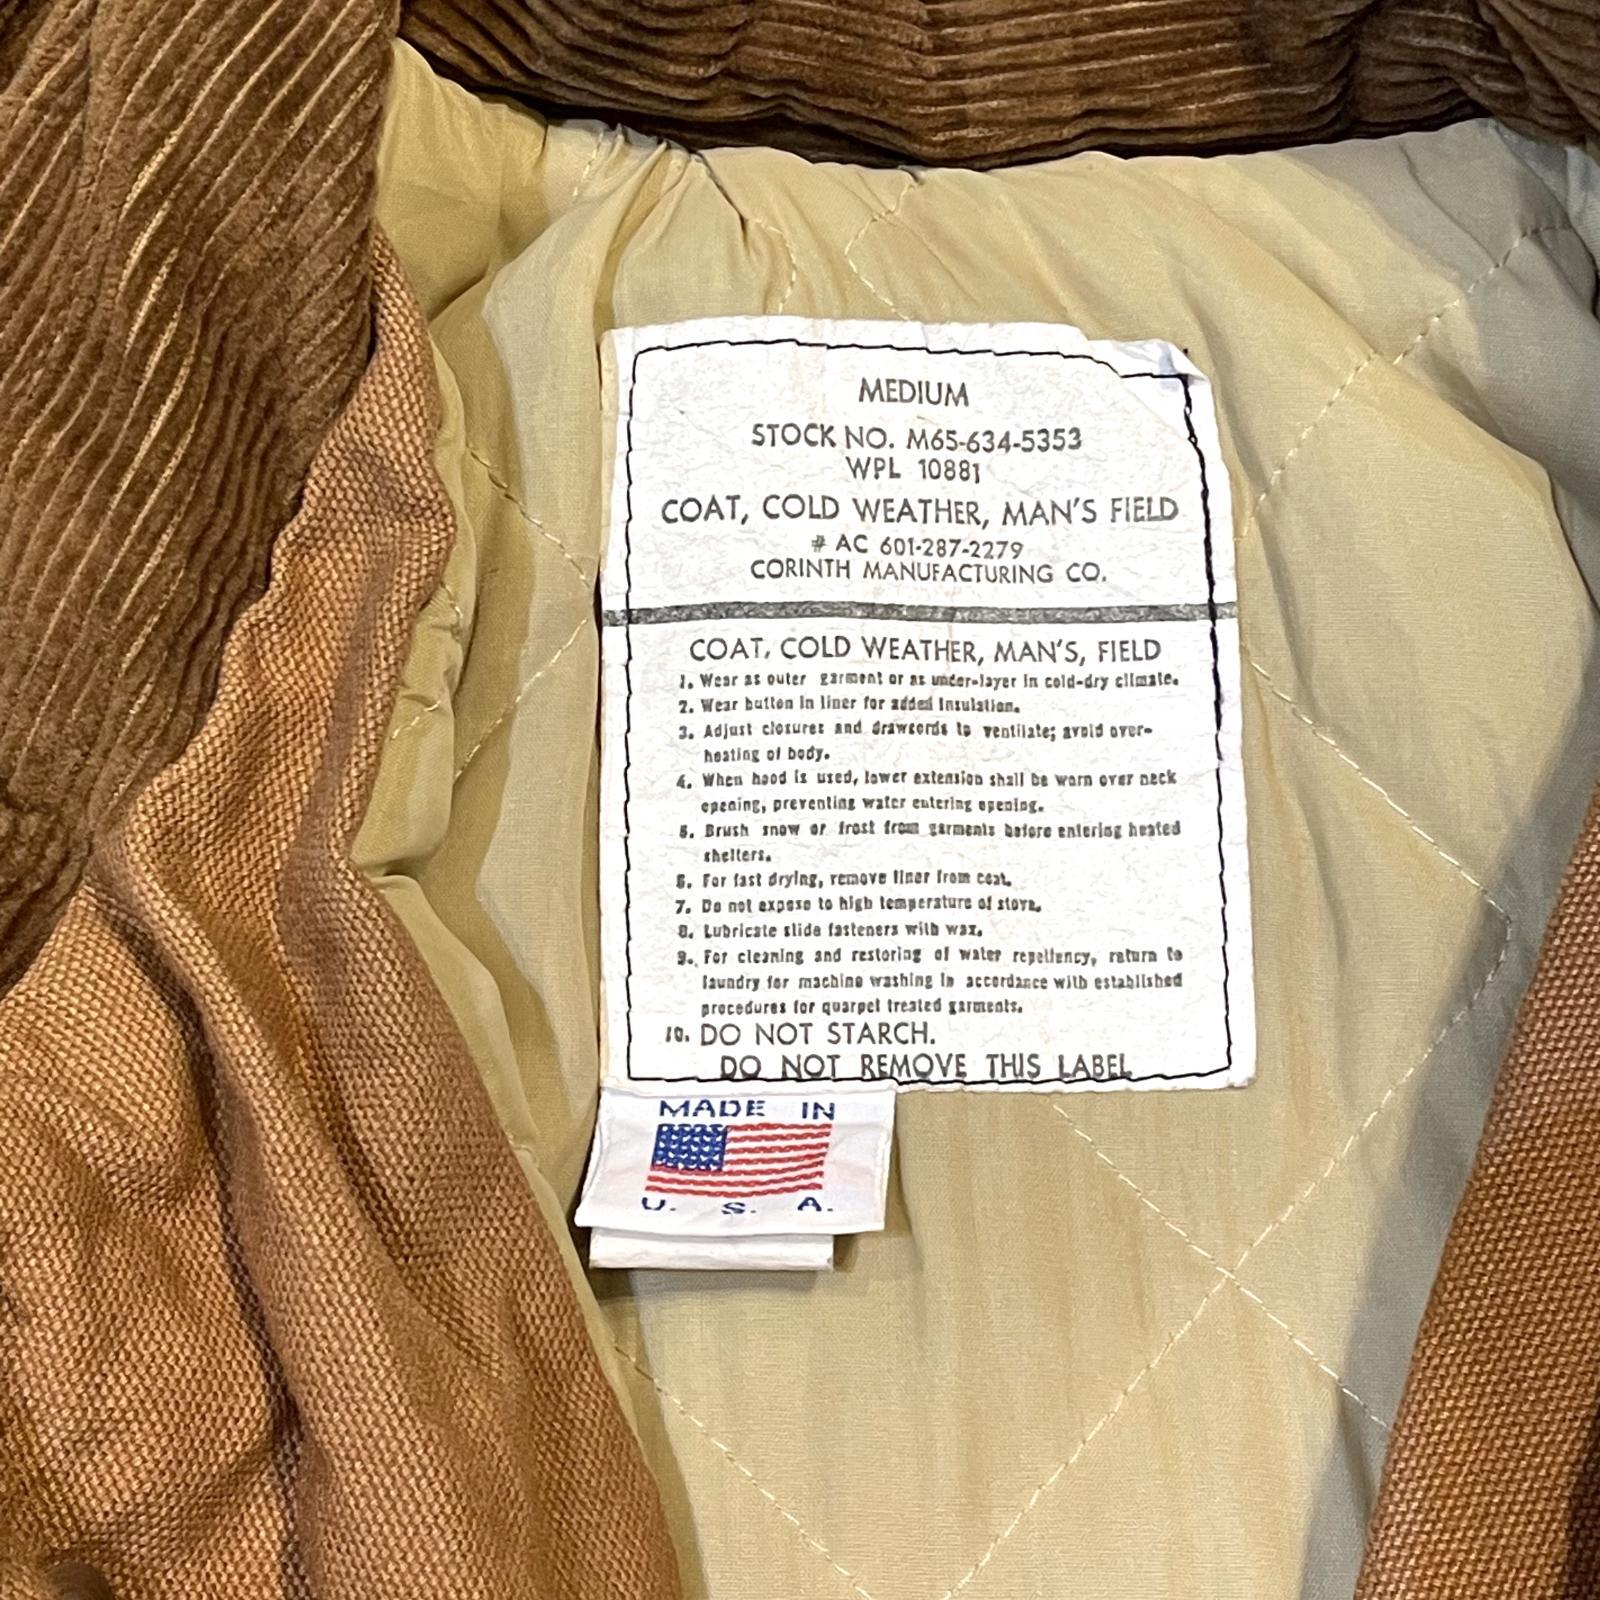 MEDIUM
STOCK NO. M65-634-5353
WPL 10881
COAT, COLD WEATHER, MAN'S FIELD
# AC 601-287-2279
CORINTH MANUFACTURING CO.
COAT, COLD WEATHER, MAN'S, FIELD
1. Wear as outer garment or as under-layer in cold-dry climate.
2. Wear button in liner for added insulation.
3. Adjust closures and drawcords to ventilate; avoid over-
heating of body.
4. When hood is used, lower extension shall be worn over neck
opening, preventing water entering opening.
5. Brush snow or frost from garments before entering heated
shelters.
6. For fast drying, remove liner from coat.
7. Do not expose to high temperature of stove.
8. Lubricate slide fasteners with wax.
9. For cleaning and restoring of water repellency, return to
laundry for machine washing in accordance with established
procedures for quarpel treated garments.
10. DO NOT STARCH.
DO NOT REMOVE THIS LABEL
MADE IN
U. S. A.